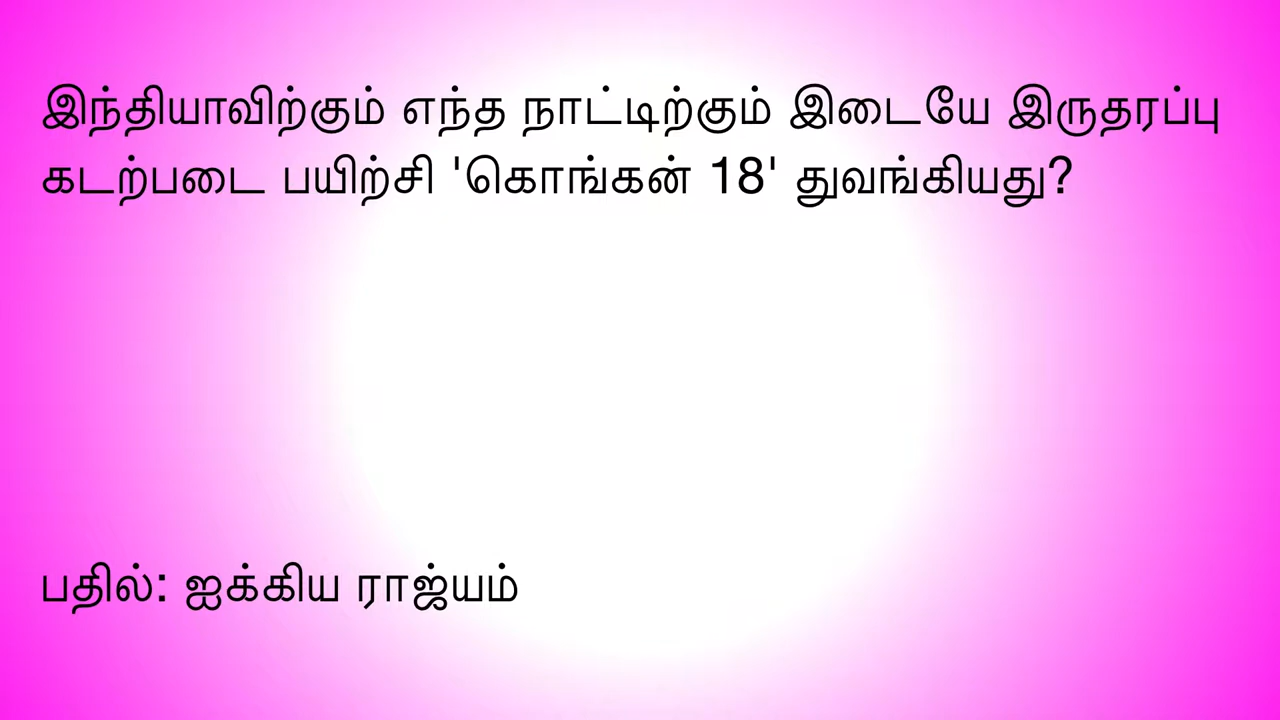 இந்தியாவிற்கும் எந்த நாட்டிற்கும் இடையே இருதரப்பு
கடற்படை பயிற்சி 'கொங்கன் 18' துவங்கியது?
பதில்: ஐக்கிய ராஜ்யம்